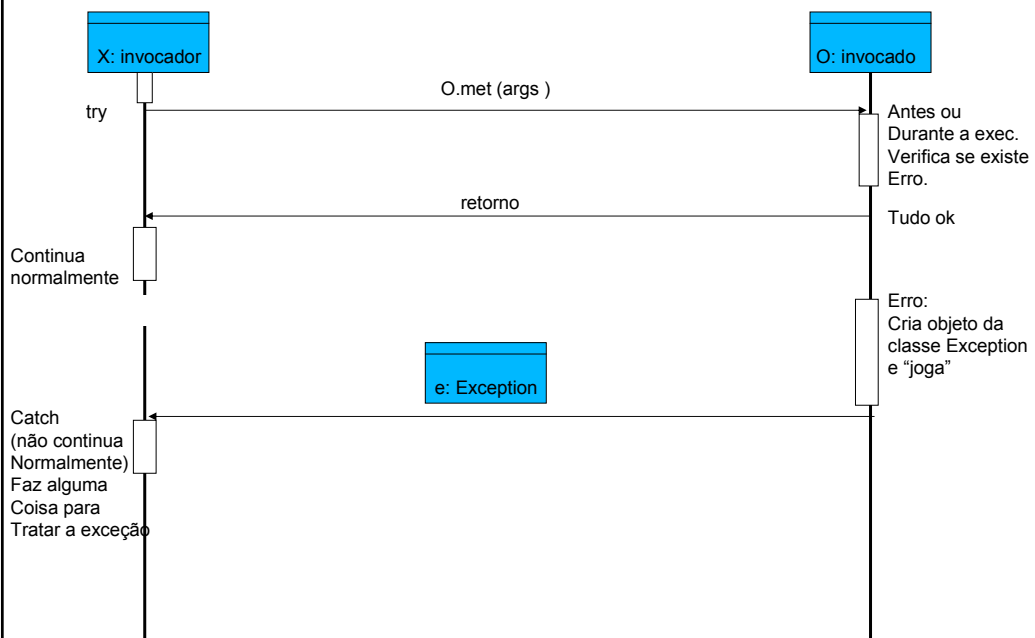 X: invocador
O: invocado
O.met (args )
try
Antes ou
Durante a exec.
Verifica se existe
Erro.
retorno
Tudo ok
Continua
normalmente
Erro:
Cria objeto da
classe Exception
e “joga”
e: Exception
Catch
(não continua
Normalmente)
Faz alguma
Coisa para
Tratar a exceção